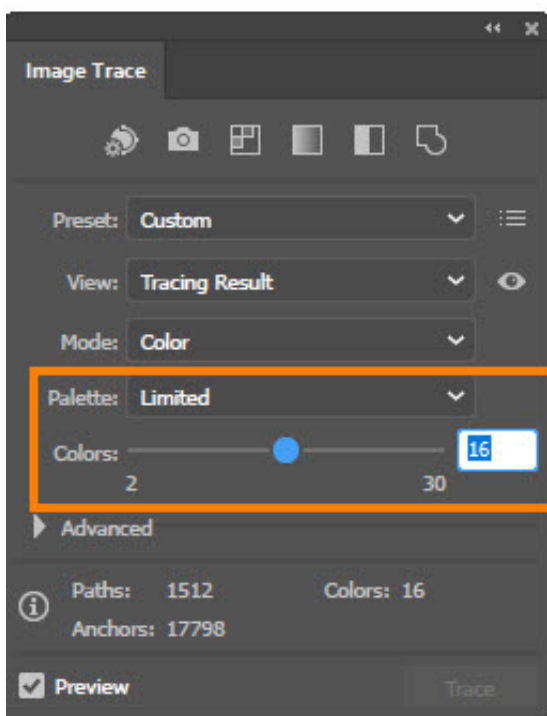 Image Trace
Preset: Custom
View: Tracing Result
Mode: Color
Palette: Limited
Colors: 16
2 30
Advanced
Paths: 1512 Colors: 16
Anchors: 17798
Preview Trace